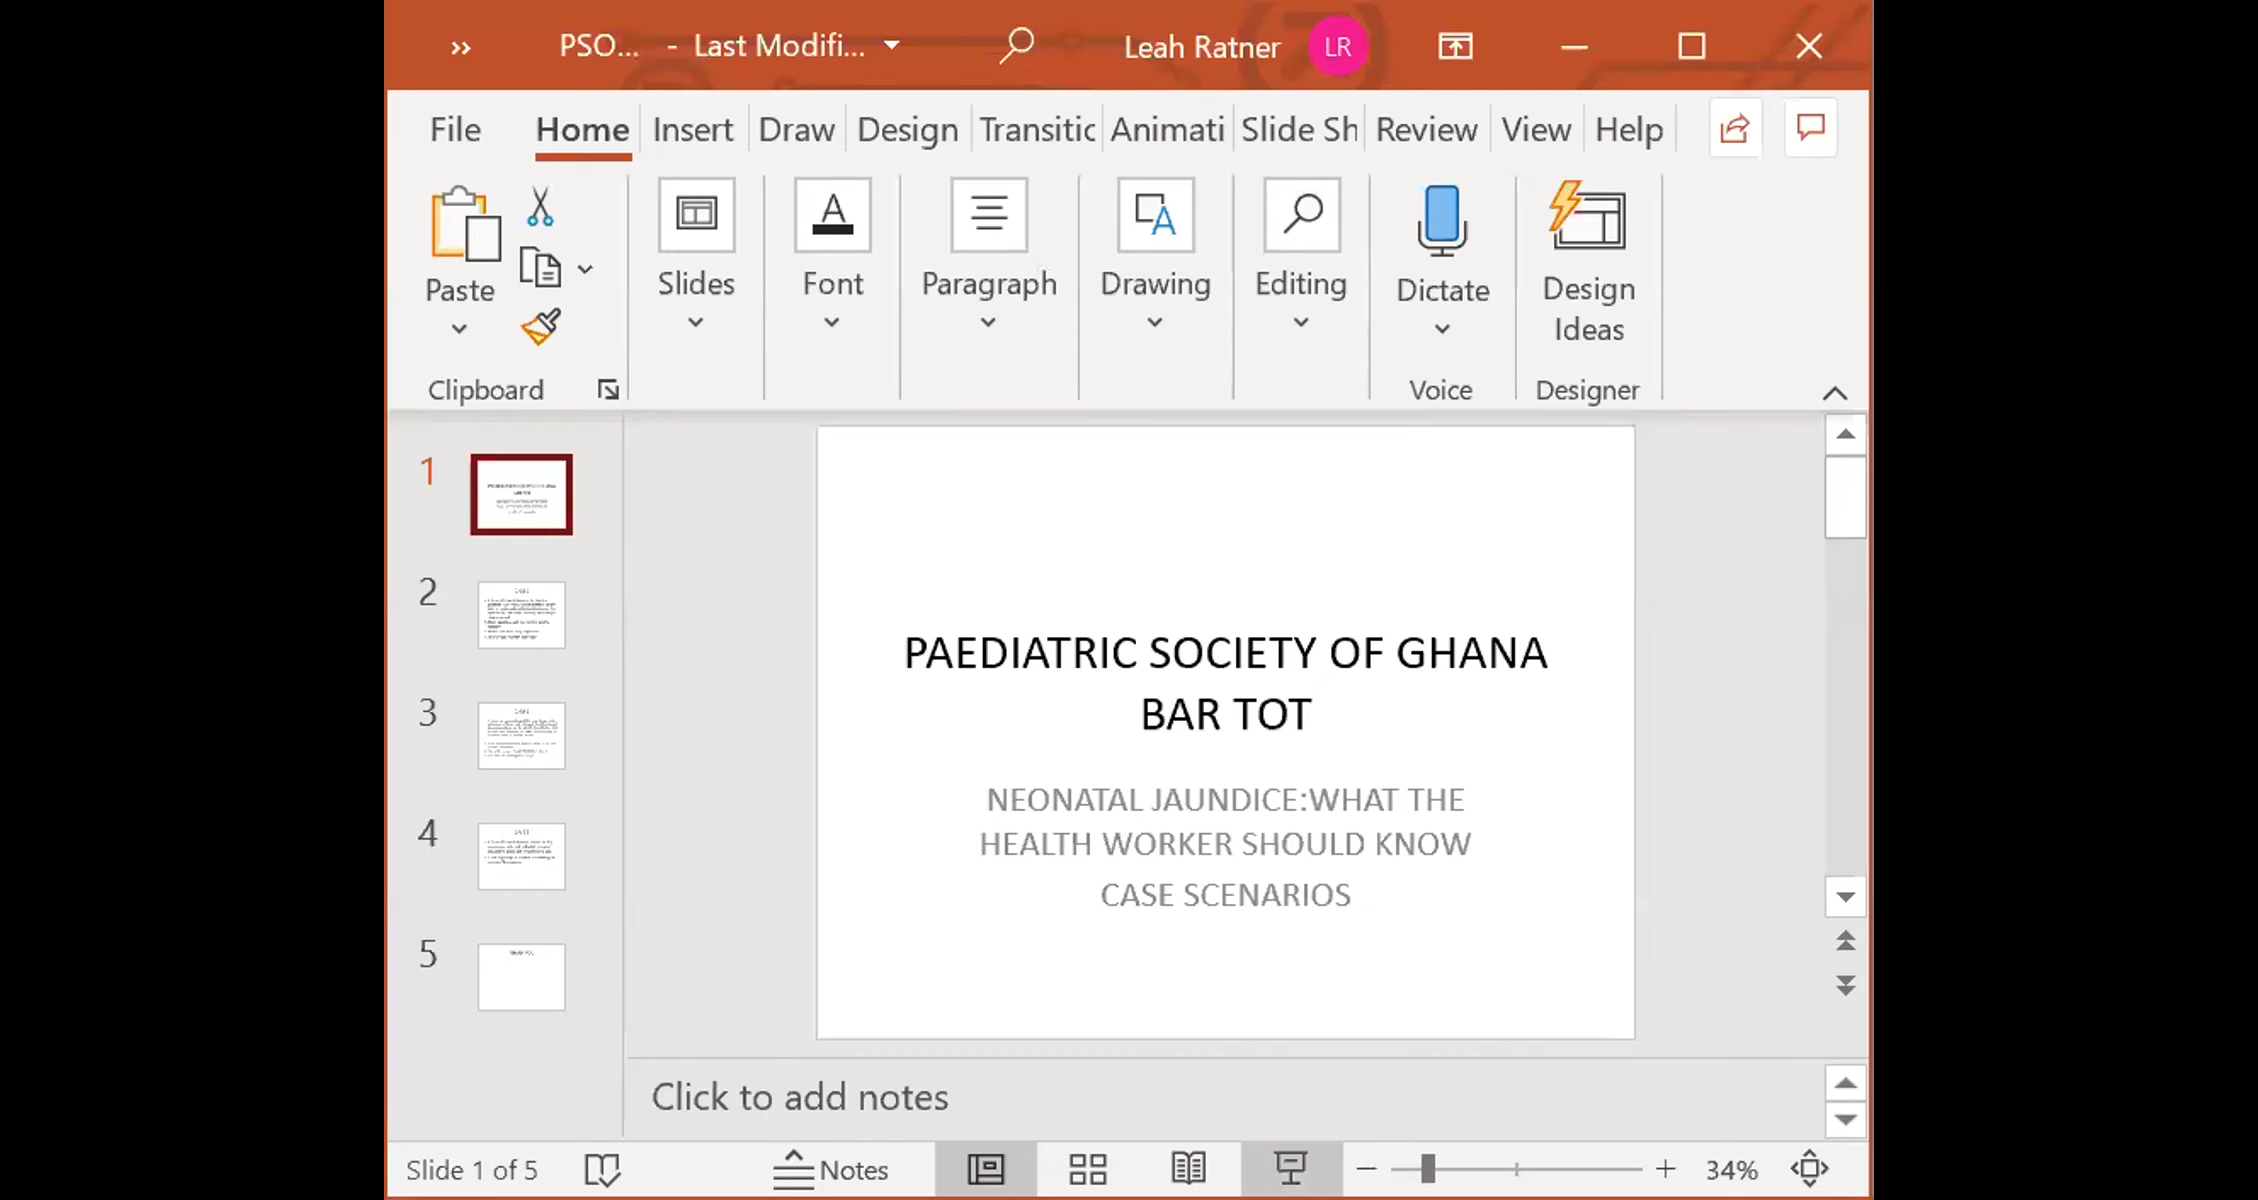 PSO... - Last Modifi... Leah Ratner LR
File Home Insert Draw Design Transitic Animati Slide Sh Review View Help
Paste Slides Font Paragraph Drawing Editing Dictate Design Ideas
Clipboard Voice Designer
1
2
3
4
5
PAEDIATRIC SOCIETY OF GHANA
BAR TOT
NEONATAL JAUNDICE:WHAT THE
HEALTH WORKER SHOULD KNOW
CASE SCENARIOS
Click to add notes
Slide 1 of 5 Notes 34%